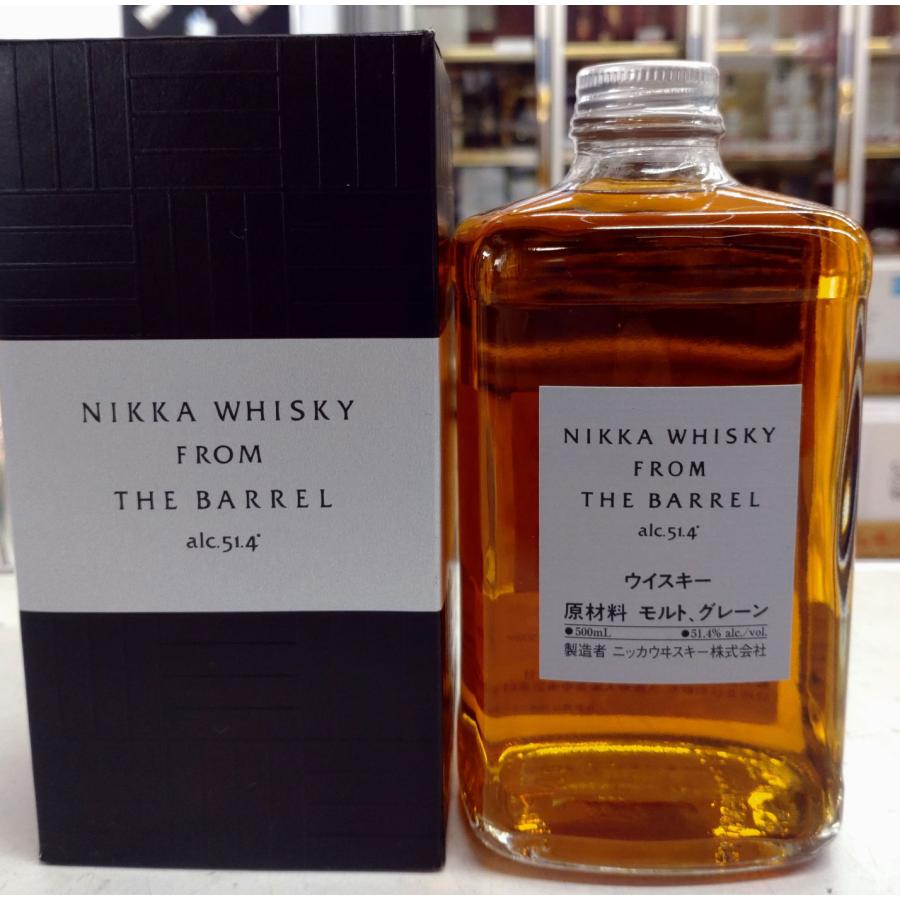 NIKKA WHISKY
FROM
THE BARREL
alc.51.4°
NIKKA WHISKY
FROM
THE BARREL
alc.51.4°
ウイスキー
原材料 モルト、グレーン
●500mL ●51.4% alc./vol.
製造者 ニッカウヰスキー株式会社